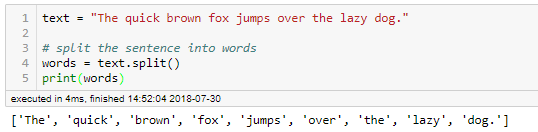 1 text = "The quick brown fox jumps over the lazy dog."
2
3 # split the sentence into words
4 words = text.split()
5 print(words)
executed in 4ms, finished 14:52:04 2018-07-30
['The', 'quick', 'brown', 'fox', 'jumps', 'over', 'the', 'lazy', 'dog.']